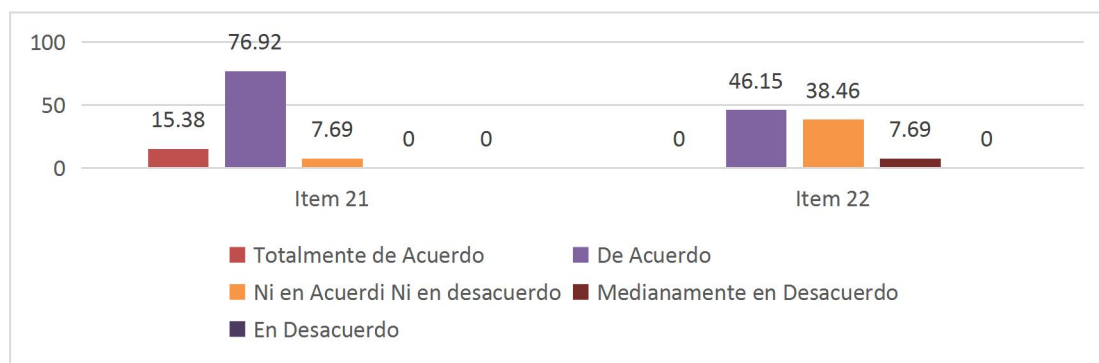 100
50
0
15.38
76.92
7.69
0
0
0
46.15
38.46
7.69
0
Item 21
Item 22
Totalmente de Acuerdo
De Acuerdo
Ni en Acuerdi Ni en desacuerdo
Medianamente en Desacuerdo
En Desacuerdo